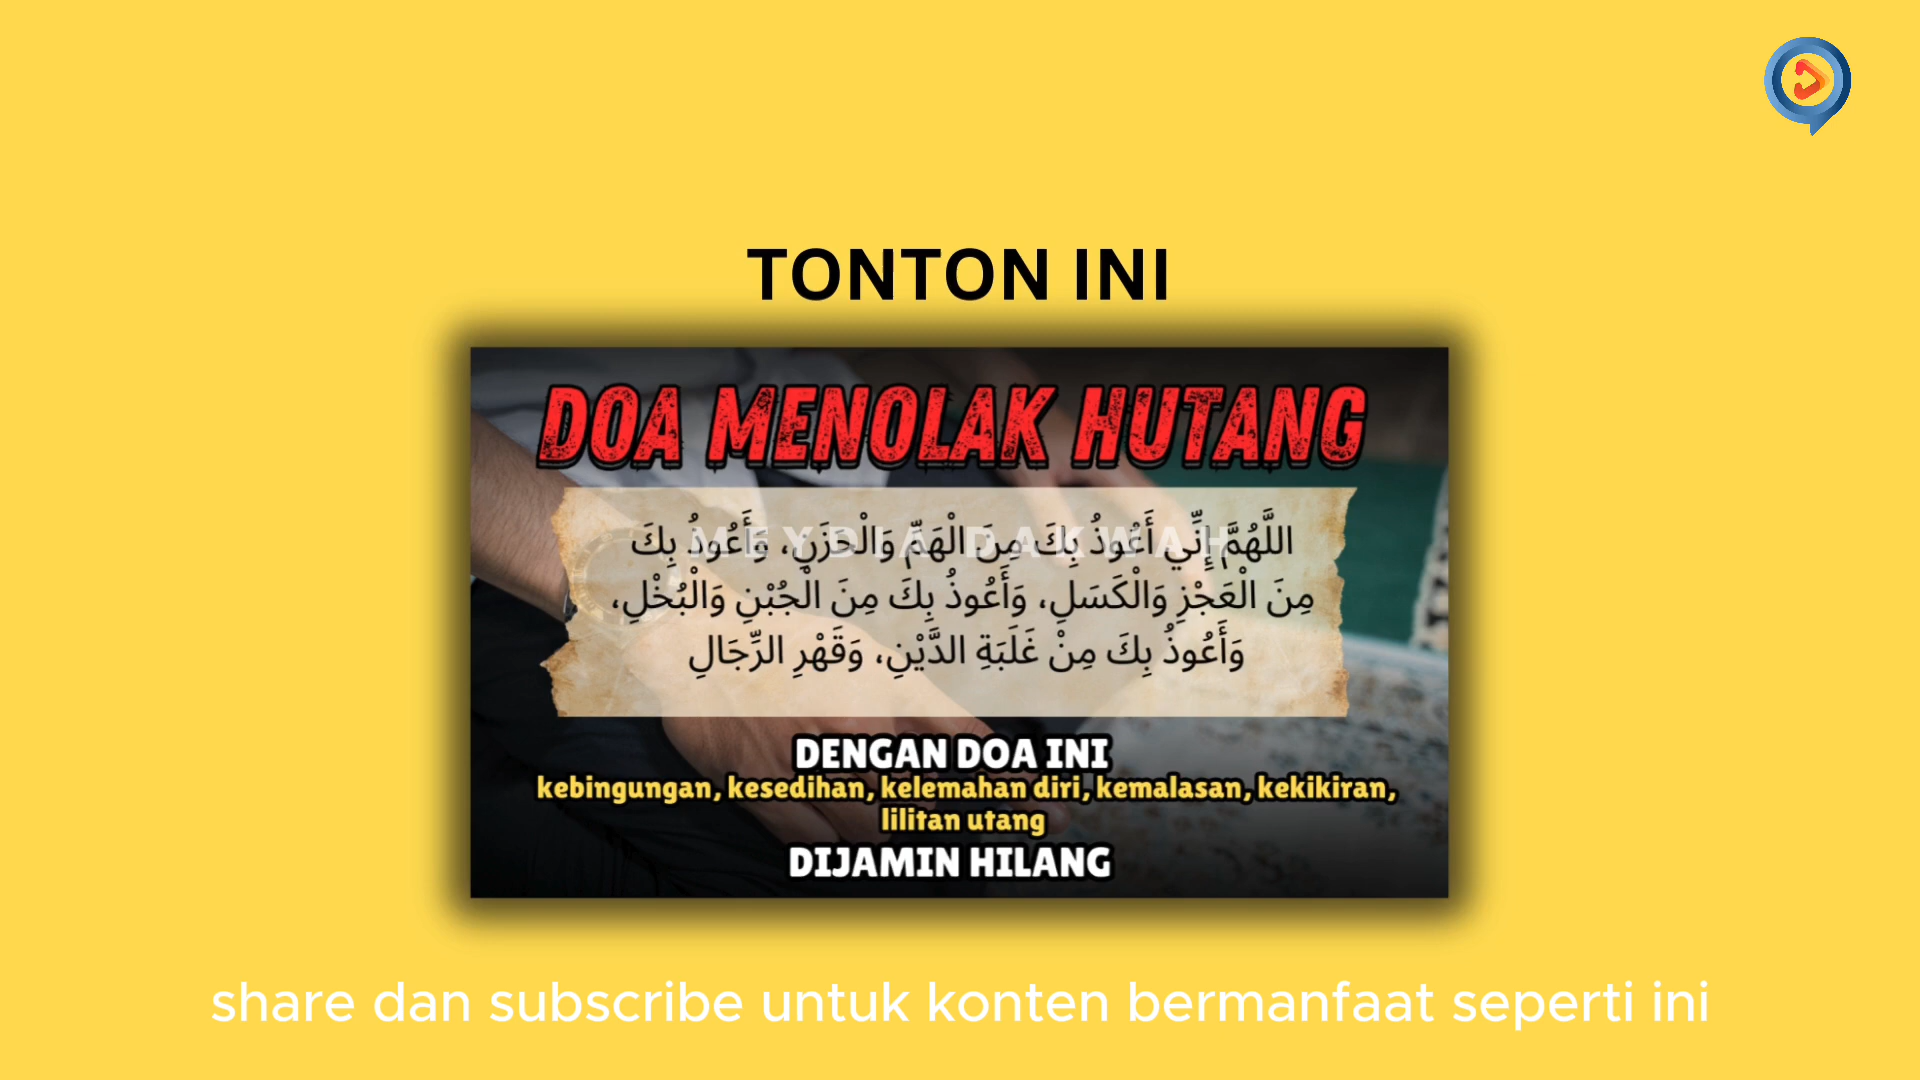 TONTON INI
DOA MENOLAK HUTANG
اللَّهُمَّ إِنِّي أَعُوذُ بِكَ مِنَ الْهَمِّ وَالْحَزَنِ، وَأَعُوذُ بِكَ
MEYDIA DAKWAH
مِنَ الْعَجْزِ وَالْكَسَلِ، وَأَعُوذُ بِكَ مِنَ الْجُبْنِ وَالْبُخْلِ،
وَأَعُوذُ بِكَ مِنْ غَلَبَةِ الدَّيْنِ، وَقَهْرِ الرِّجَالِ
DENGAN DOA INI
kebingungan, kesedihan, kelemahan diri, kemalasan, kekikiran,
lilitan utang
DIJAMIN HILANG
share dan subscribe untuk konten bermanfaat seperti ini